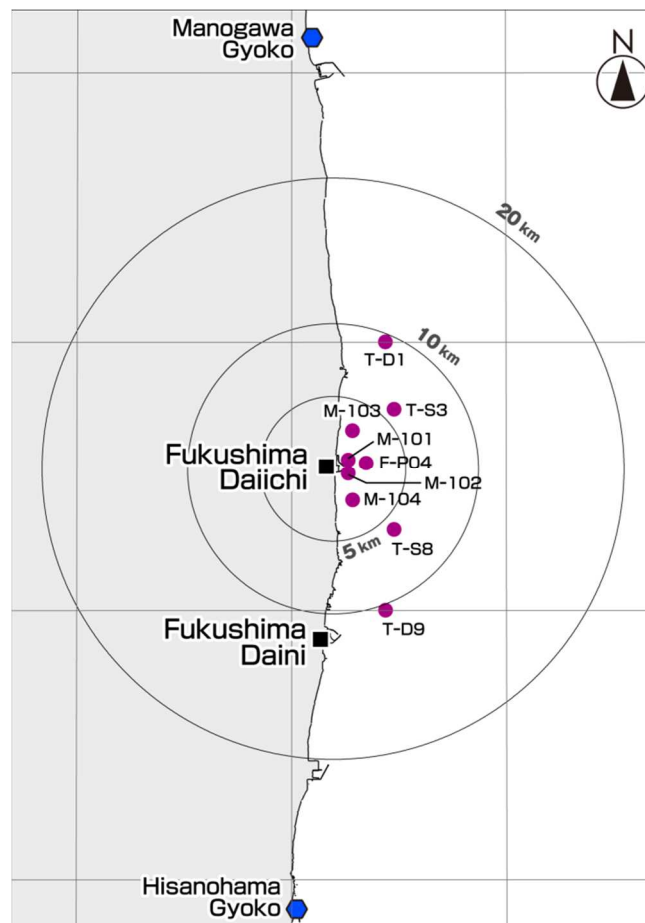 Manogawa
Gyoko
N
20 km
10 km
T-D1
M-103
T-S3
M-101
Fukushima
Daiichi
F-P04
M-102
M-104
5 km
T-S8
Fukushima
Daini
T-D9
Hisanohama
Gyoko